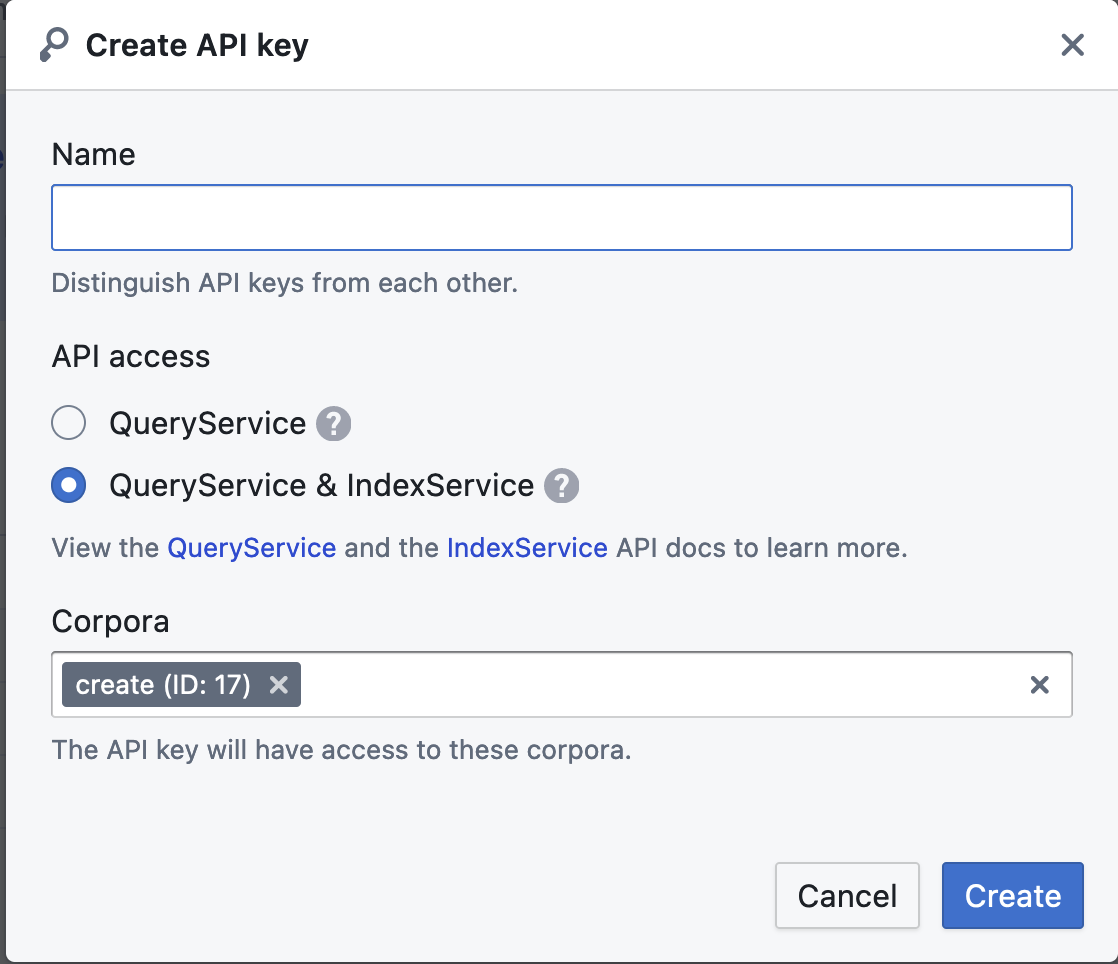 Create API key
Name
Distinguish API keys from each other.
API access
QueryService ?
QueryService & IndexService ?
View the QueryService and the IndexService API docs to learn more.
Corpora
create (ID: 17)
The API key will have access to these corpora.
Cancel Create